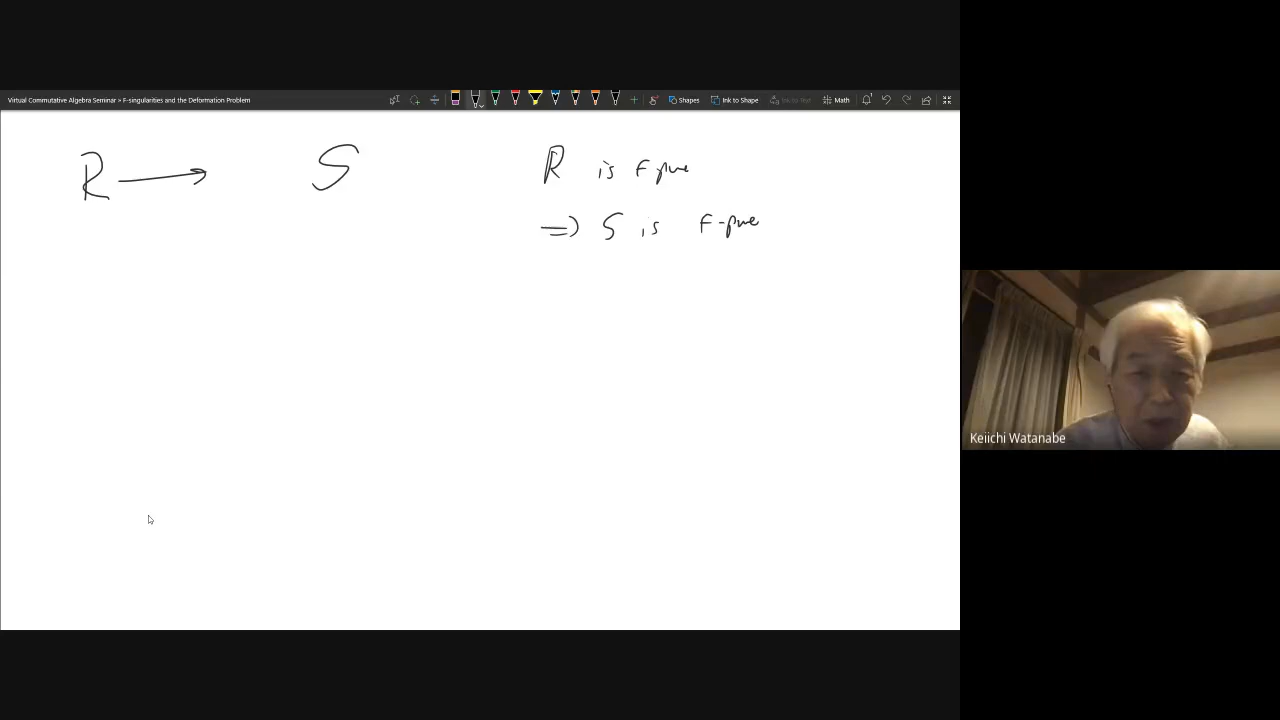 Virtual Commutative Algebra Seminar > F-singularities and the Deformation Problem
Shapes
Ink to Shape
Math
R → S
R is F-pure
⇒ S is F-pure
Keiichi Watanabe